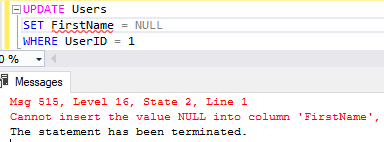 UPDATE Users
SET FirstName = NULL
WHERE UserID = 1
0 %
Messages
Msg 515, Level 16, State 2, Line 1
Cannot insert the value NULL into column 'FirstName',
The statement has been terminated.